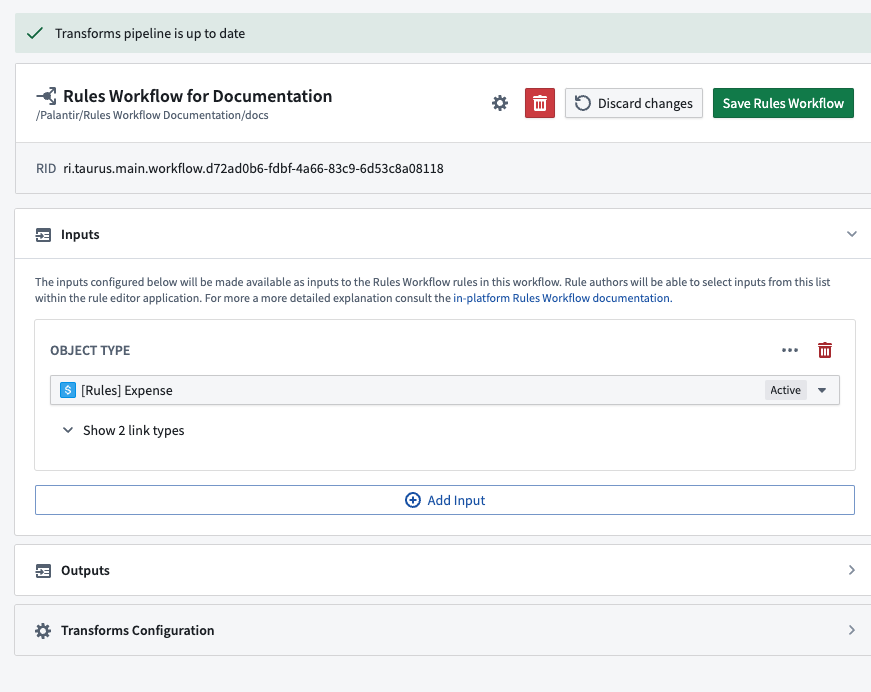 Transforms pipeline is up to date
Rules Workflow for Documentation
/Palantir/Rules Workflow Documentation/docs
Discard changes
Save Rules Workflow
RID ri.taurus.main.workflow.d72ad0b6-fdbf-4a66-83c9-6d53c8a08118
Inputs
The inputs configured below will be made available as inputs to the Rules Workflow rules in this workflow. Rule authors will be able to select inputs from this list
within the rule editor application. For more a more detailed explanation consult the in-platform Rules Workflow documentation.
OBJECT TYPE
$ [Rules] Expense
Active
Show 2 link types
Add Input
Outputs
Transforms Configuration